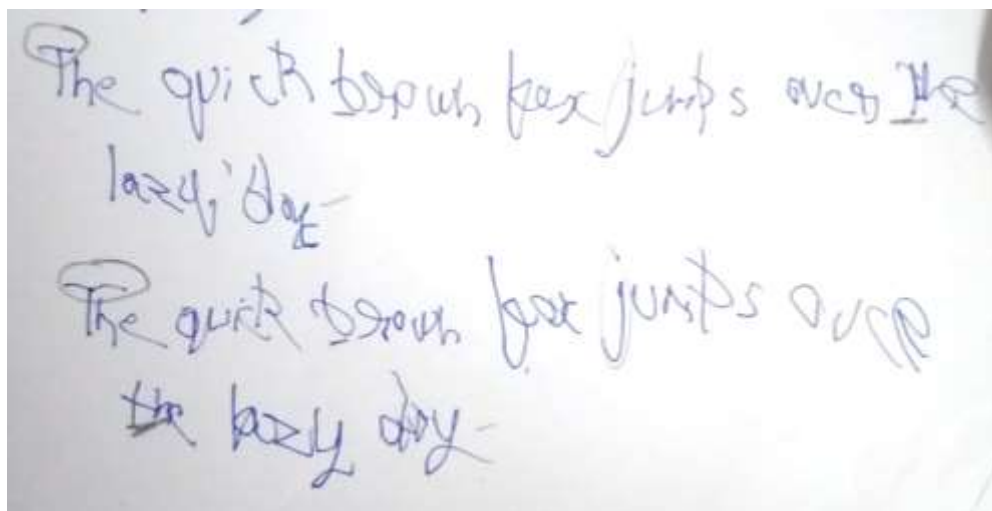 The quick brown fox jumps over the
lazy dog
The quick brown fox jumps over
the lazy dog